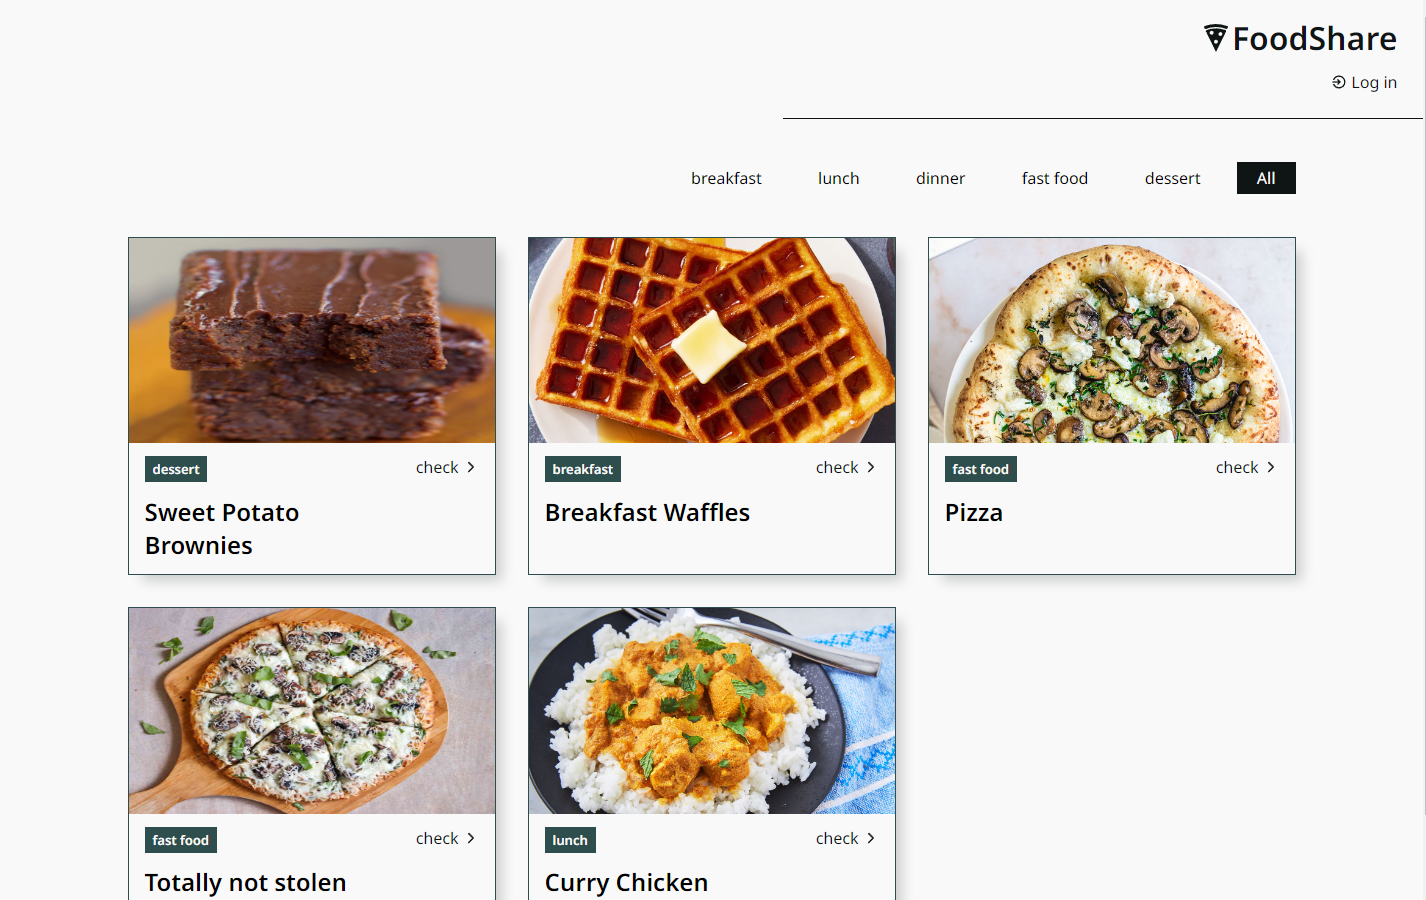 FoodShare
Log in
breakfast lunch dinner fast food dessert All
dessert check
Sweet Potato
Brownies
breakfast check
Breakfast Waffles
fast food check
Pizza
fast food check
Totally not stolen
lunch check
Curry Chicken